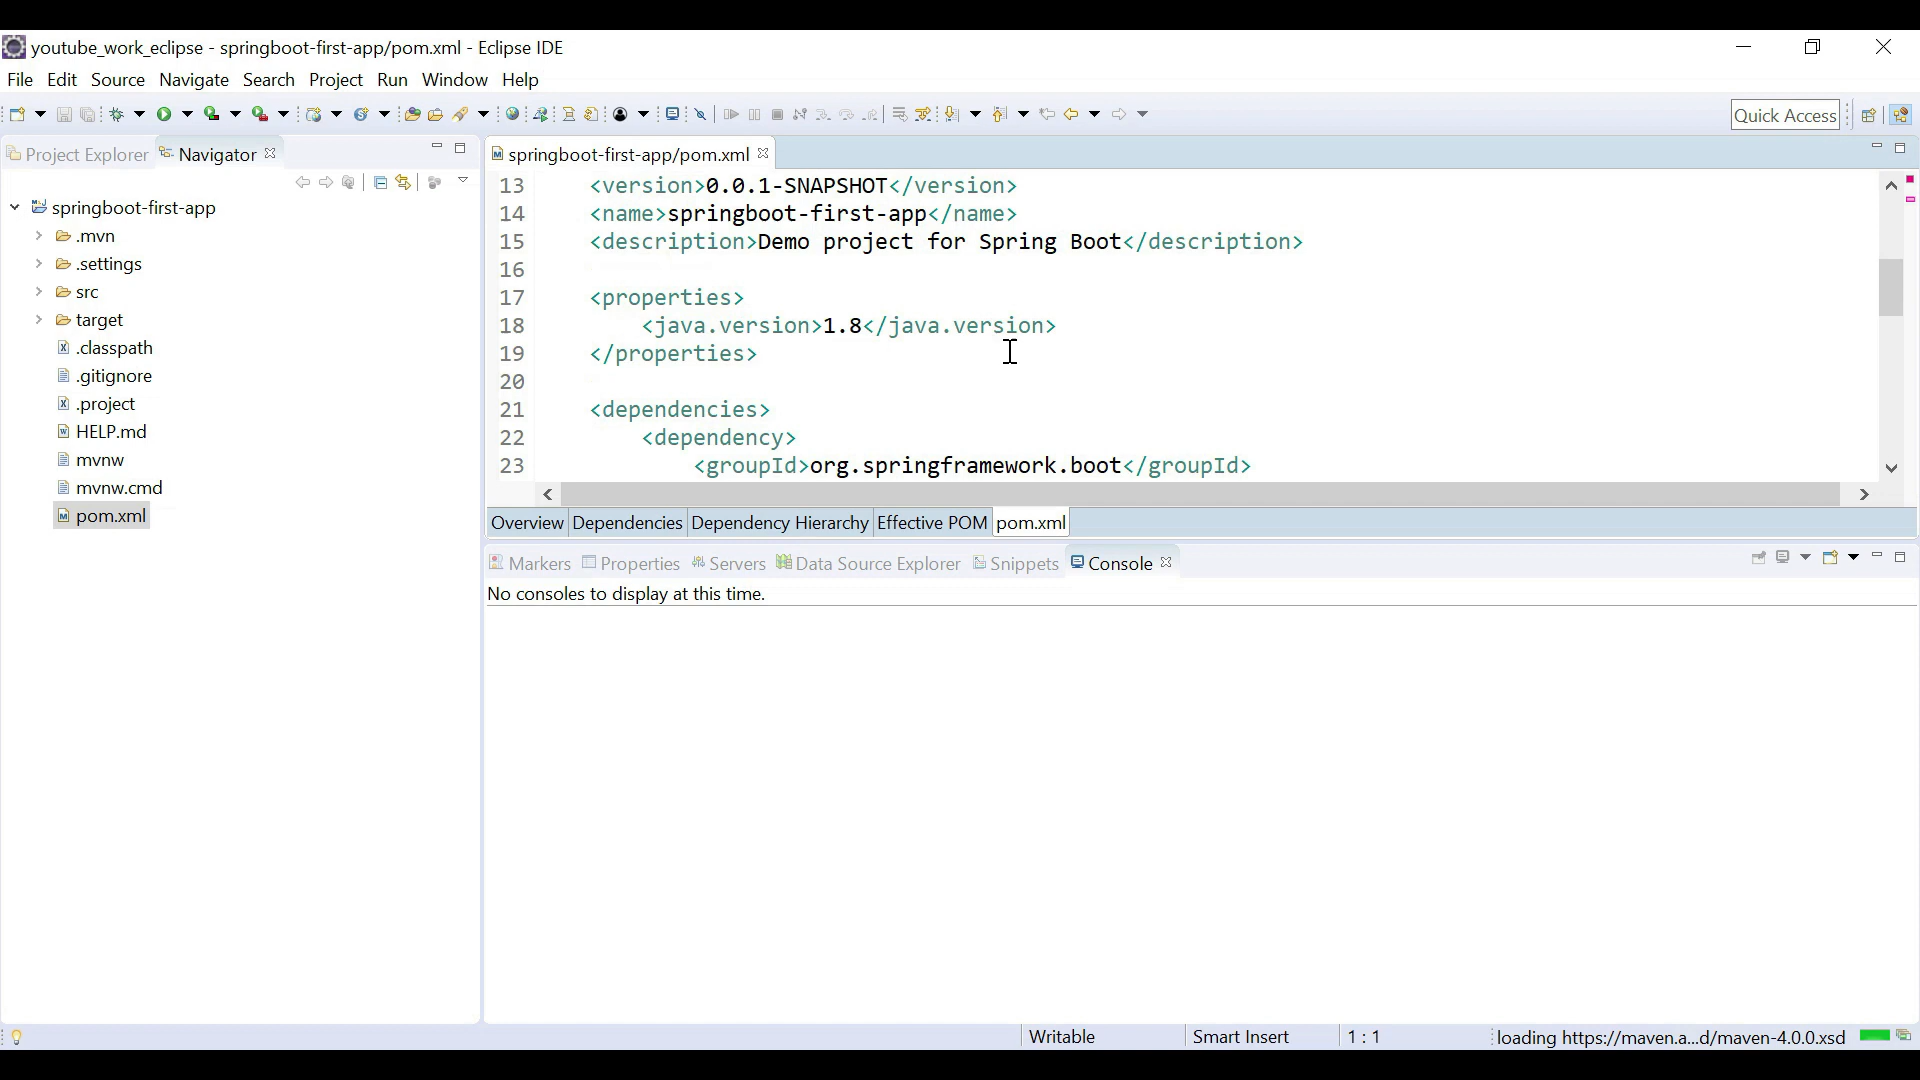 youtube_work_eclipse - springboot-first-app/pom.xml - Eclipse IDE
File Edit Source Navigate Search Project Run Window Help
Quick Access
Project Explorer Navigator
springboot-first-app
.mvn
.settings
src
target
.classpath
.gitignore
.project
HELP.md
mvnw
mvnw.cmd
pom.xml
springboot-first-app/pom.xml
13 <version>0.0.1-SNAPSHOT</version>
14 <name>springboot-first-app</name>
15 <description>Demo project for Spring Boot</description>
16
17 <properties>
18 <java.version>1.8</java.version>
19 </properties>
20
21 <dependencies>
22 <dependency>
23 <groupId>org.springframework.boot</groupId>
Overview Dependencies Dependency Hierarchy Effective POM pom.xml
Markers Properties Servers Data Source Explorer Snippets Console
No consoles to display at this time.
Writable Smart Insert 1 : 1 loading https://maven.a...d/maven-4.0.0.xsd